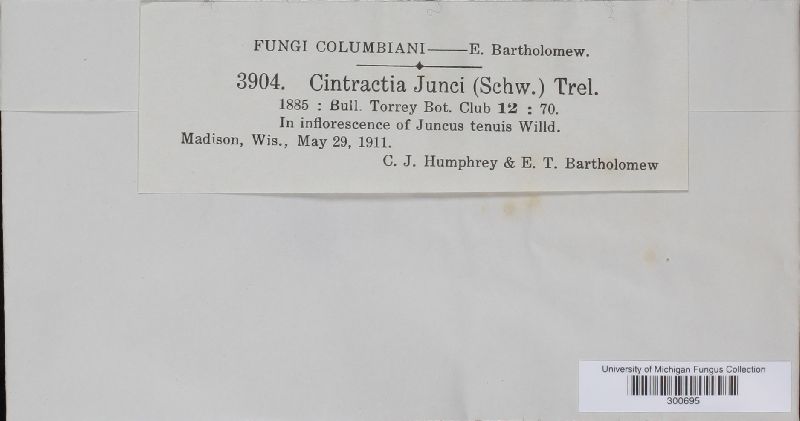 FUNGI COLUMBIANI——E. Bartholomew.
3904. Cintractia Junci (Schw.) Trel.
1885 : Bull. Torrey Bot. Club 12 : 70.
In inflorescence of Juncus tenuis Willd.
Madison, Wis., May 29, 1911.
C. J. Humphrey & E. T. Bartholomew
University of Michigan Fungus Collection
300695